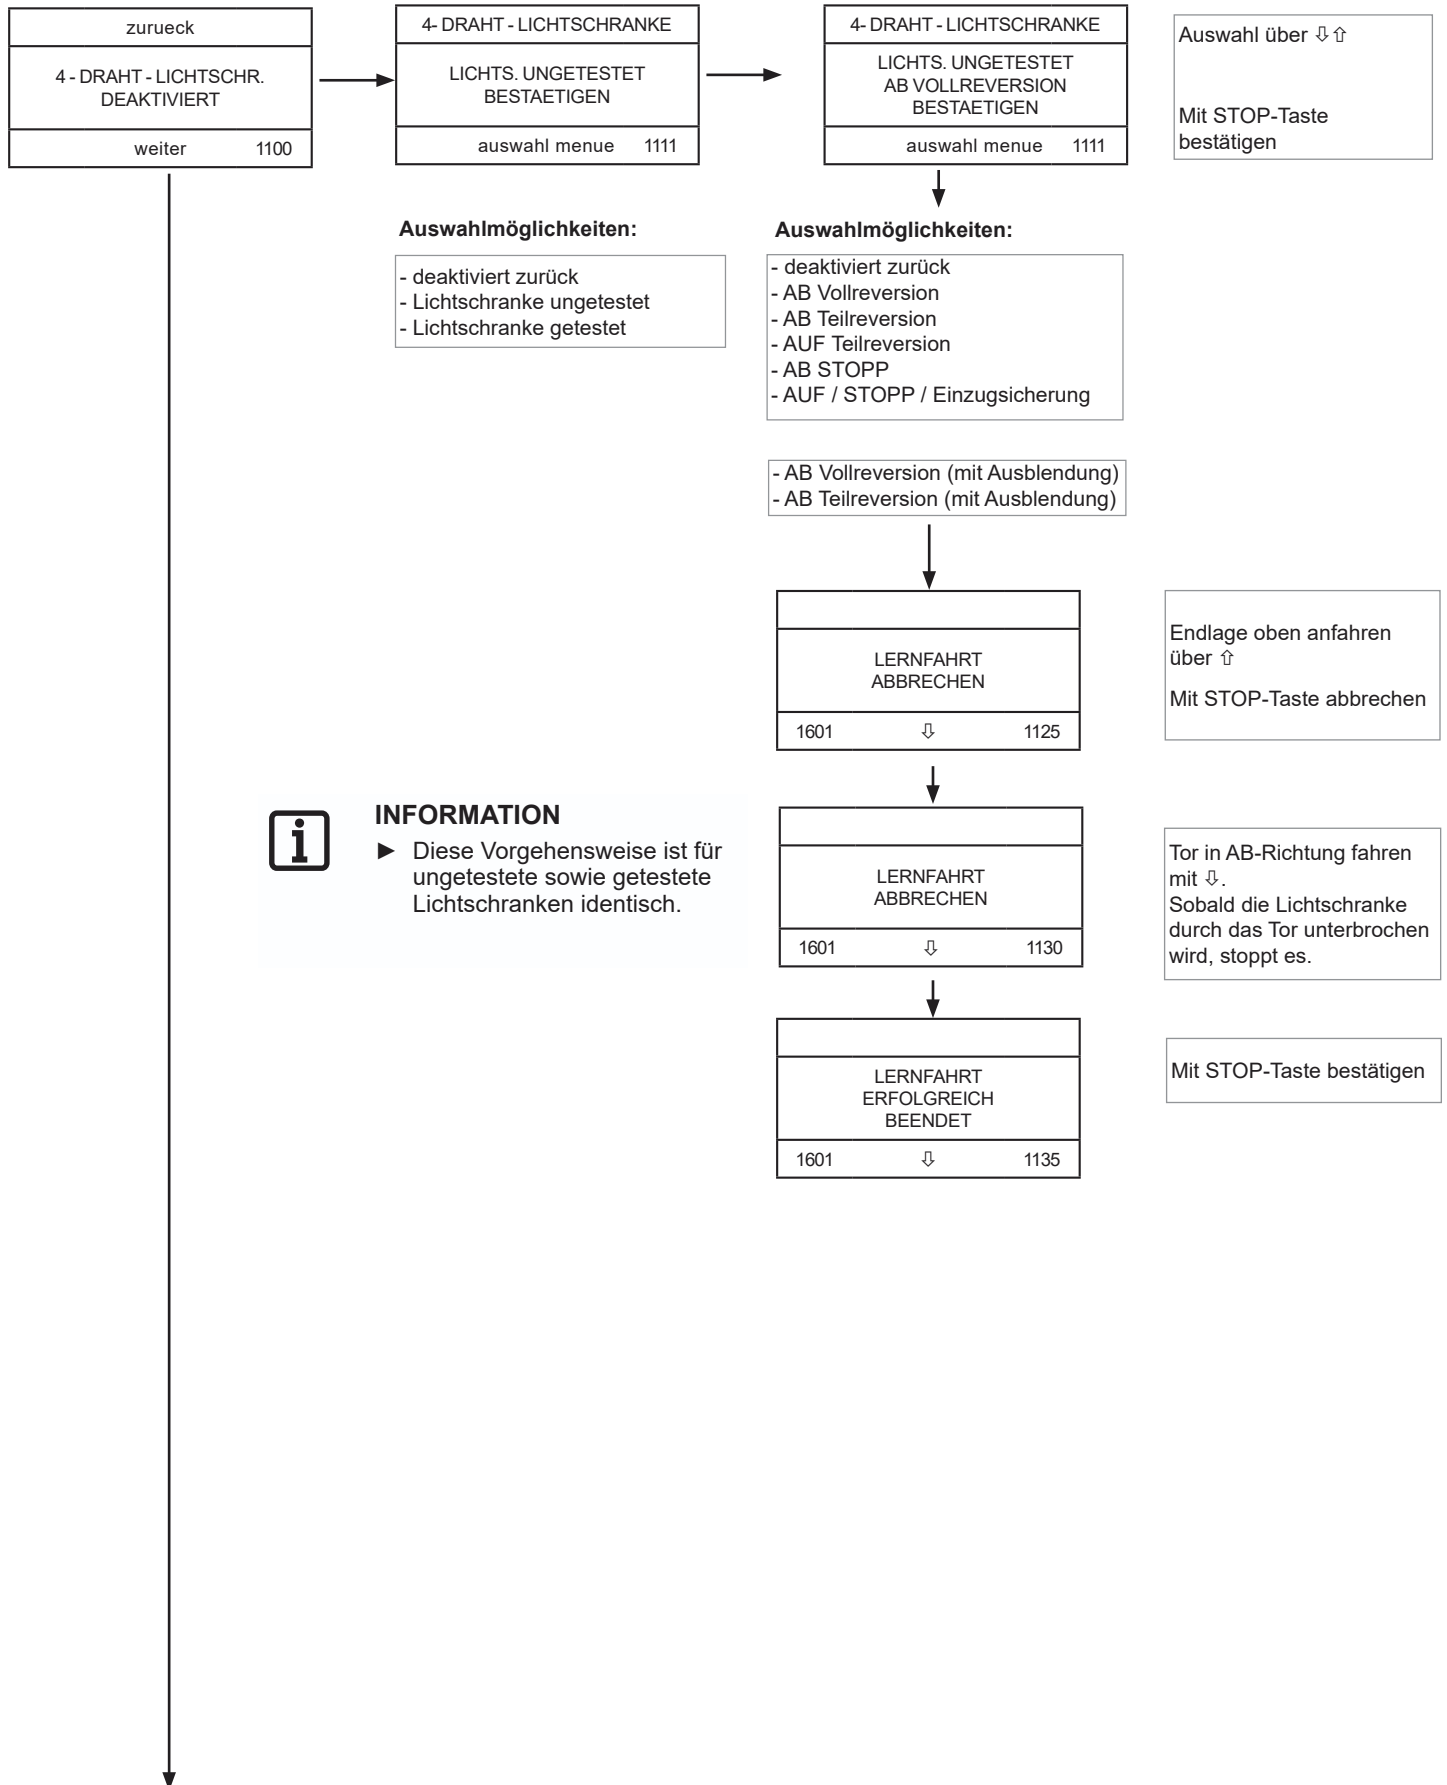 zurueck
4 - DRAHT - LICHTSCHR.
DEAKTIVIERT
weiter 1100
4- DRAHT - LICHTSCHRANKE
LICHTS. UNGETESTET
BESTAETIGEN
auswahl menue 1111
4- DRAHT - LICHTSCHRANKE
LICHTS. UNGETESTET
AB VOLLREVERSION
BESTAETIGEN
auswahl menue 1111
Auswahl über ⇩⇧
Mit STOP-Taste
bestätigen
Auswahlmöglichkeiten:
- deaktiviert zurück
- Lichtschranke ungetestet
- Lichtschranke getestet
Auswahlmöglichkeiten:
- deaktiviert zurück
- AB Vollreversion
- AB Teilreversion
- AUF Teilreversion
- AB STOPP
- AUF / STOPP / Einzugsicherung
- AB Vollreversion (mit Ausblendung)
- AB Teilreversion (mit Ausblendung)
LERNFAHRT
ABBRECHEN
1601 ⇩ 1125
Endlage oben anfahren
über ⇧
Mit STOP-Taste abbrechen
INFORMATION
► Diese Vorgehensweise ist für
ungetestete sowie getestete
Lichtschranken identisch.
LERNFAHRT
ABBRECHEN
1601 ⇩ 1130
Tor in AB-Richtung fahren
mit ⇩.
Sobald die Lichtschranke
durch das Tor unterbrochen
wird, stoppt es.
LERNFAHRT
ERFOLGREICH
BEENDET
1601 ⇩ 1135
Mit STOP-Taste bestätigen